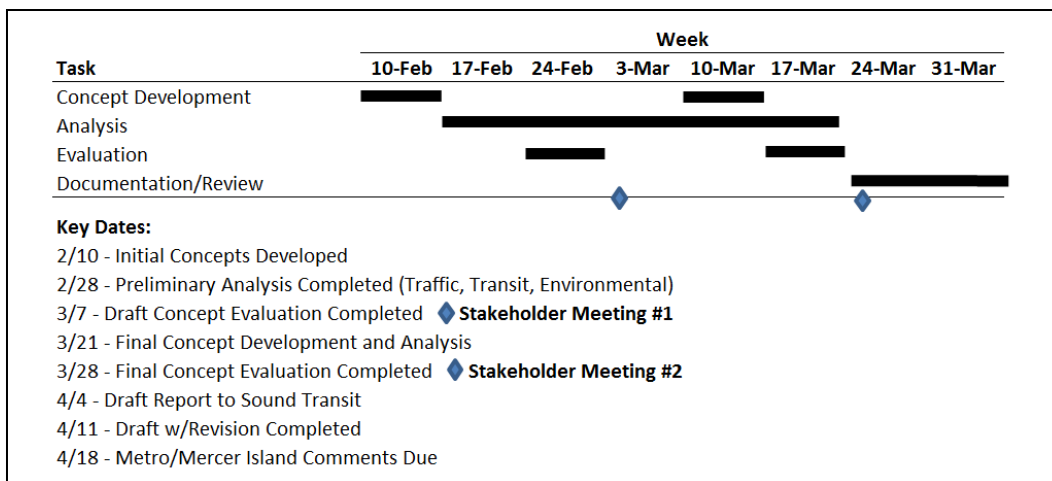 Week
Task 10-Feb 17-Feb 24-Feb 3-Mar 10-Mar 17-Mar 24-Mar 31-Mar
Concept Development
Analysis
Evaluation
Documentation/Review
Key Dates:
2/10 - Initial Concepts Developed
2/28 - Preliminary Analysis Completed (Traffic, Transit, Environmental)
3/7 - Draft Concept Evaluation Completed Stakeholder Meeting #1
3/21 - Final Concept Development and Analysis
3/28 - Final Concept Evaluation Completed Stakeholder Meeting #2
4/4 - Draft Report to Sound Transit
4/11 - Draft w/Revision Completed
4/18 - Metro/Mercer Island Comments Due